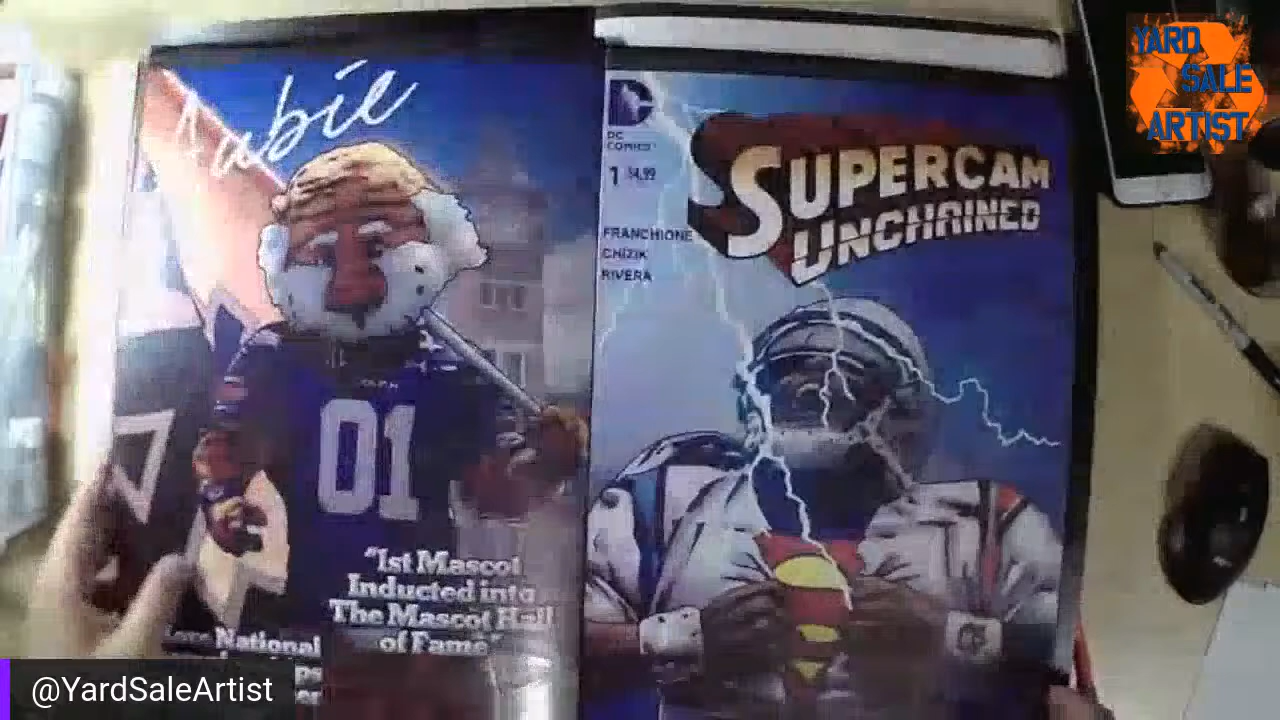 YARD
SALE
ARTIST
DC
COMICS
1 $4.99
FRANCHIONE
CHIZIK
RIVERA
SUPERCAM
UNCHAINED
01
"1st Mascot
Inducted into
The Mascot Hall
of Fame"
National
@YardSaleArtist